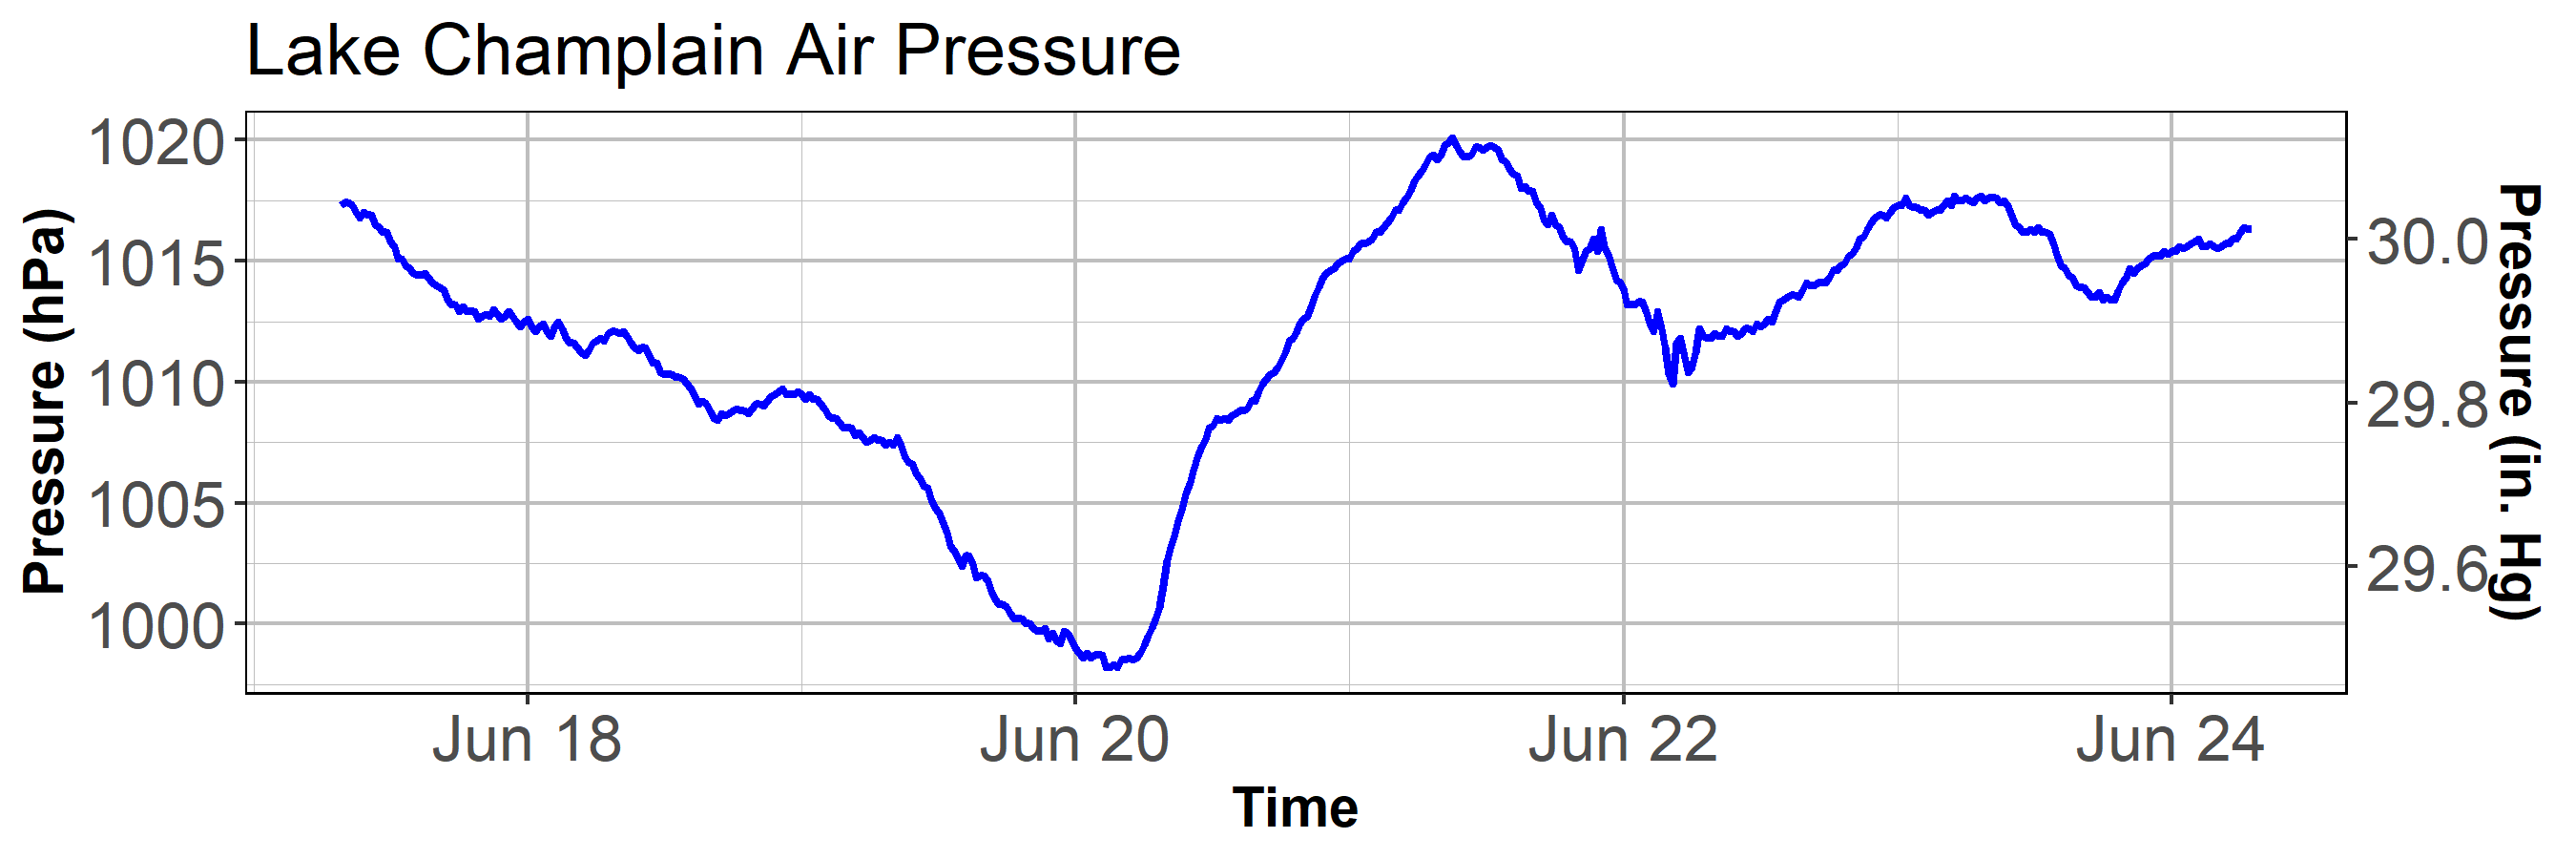 Lake Champlain Air Pressure
1020
1015
1010
1005
1000
Pressure (hPa)
30.0
29.8
29.6
Pressure (in. Hg)
Jun 18
Jun 20
Jun 22
Jun 24
Time